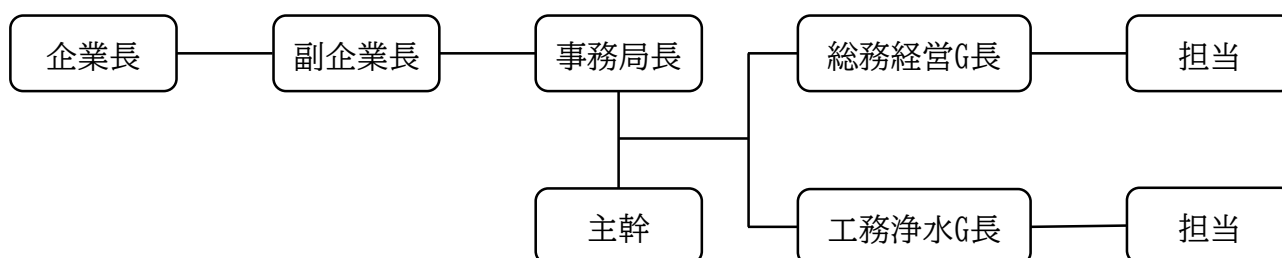 企業長
副企業長
事務局長
総務経営G長
担当
主幹
工務浄水G長
担当